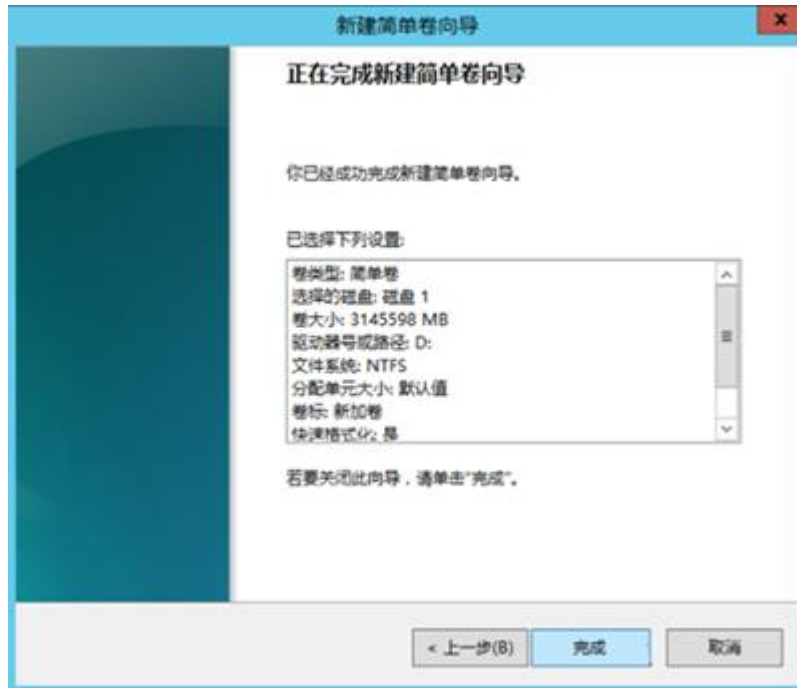 新建简单卷向导
x
正在完成新建简单卷向导
你已经成功完成新建简单卷向导。
已选择下列设置:
卷类型: 简单卷
选择的磁盘: 磁盘 1
卷大小: 3145598 MB
驱动器号或路径: D:
文件系统: NTFS
分配单元大小: 默认值
卷标: 新加卷
快速格式化: 是
若要关闭此向导，请单击"完成"。
< 上一步(B) 完成 取消